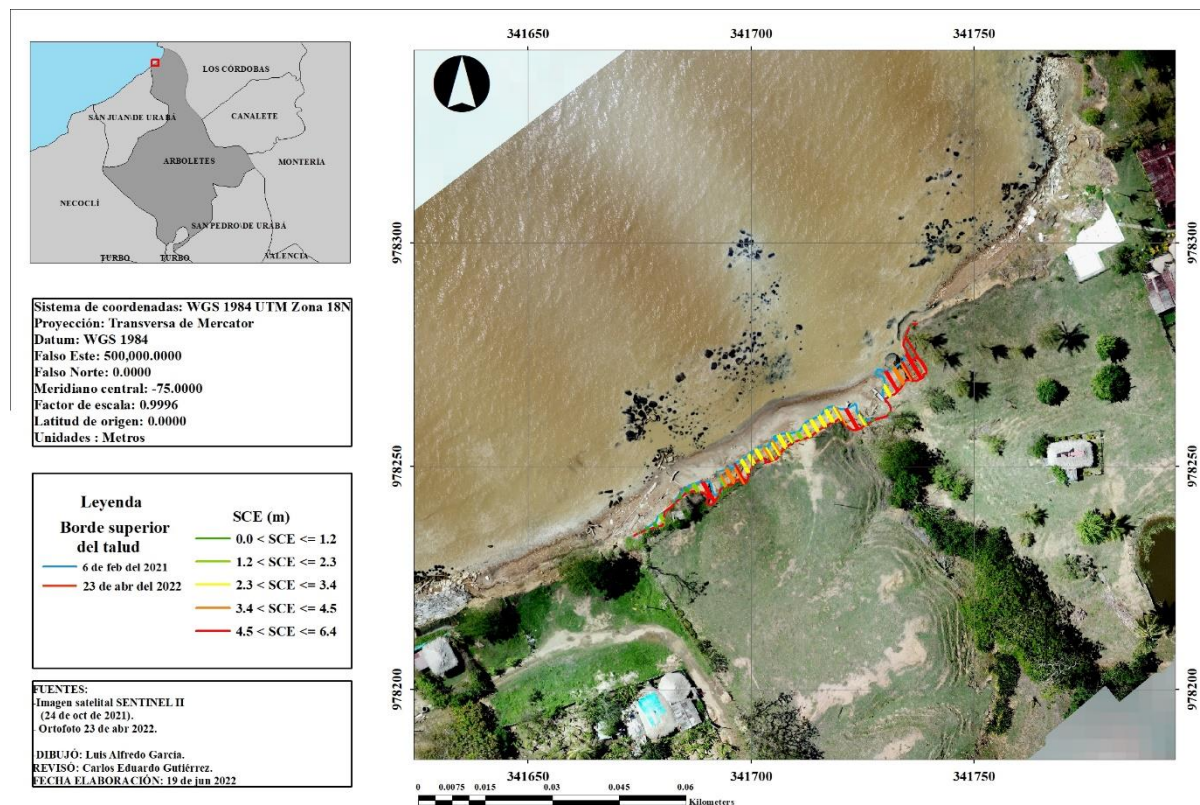 LOS CÓRDOBAS
SAN JUAN DE URABÁ
CANALETE
ARBOLETES
MONTERÍA
NECOCLÍ
SAN PEDRO DE URABÁ
TURBO
TURBO
VALENCIA
Sistema de coordenadas: WGS 1984 UTM Zona 18N
Proyección: Transversa de Mercator
Datum: WGS 1984
Falso Este: 500,000.0000
Falso Norte: 0.0000
Meridiano central: -75.0000
Factor de escala: 0.9996
Latitud de origen: 0.0000
Unidades : Metros
Leyenda
Borde superior
del talud
6 de feb del 2021
23 de abr del 2022
SCE (m)
0.0 < SCE <= 1.2
1.2 < SCE <= 2.3
2.3 < SCE <= 3.4
3.4 < SCE <= 4.5
4.5 < SCE <= 6.4
FUENTES:
-Imagen satelital SENTINEL II
(24 de oct de 2021).
- Ortofoto 23 de abr 2022.
-DIBUJÓ: Luis Alfredo García.
REVISÓ: Carlos Eduardo Gutiérrez.
FECHA ELABORACIÓN: 19 de jun 2022
341650 341700 341750
978300 978300
978250 978250
978200 978200
341650 341700 341750
0 0.0075 0.015 0.03 0.045 0.06
Kilometers